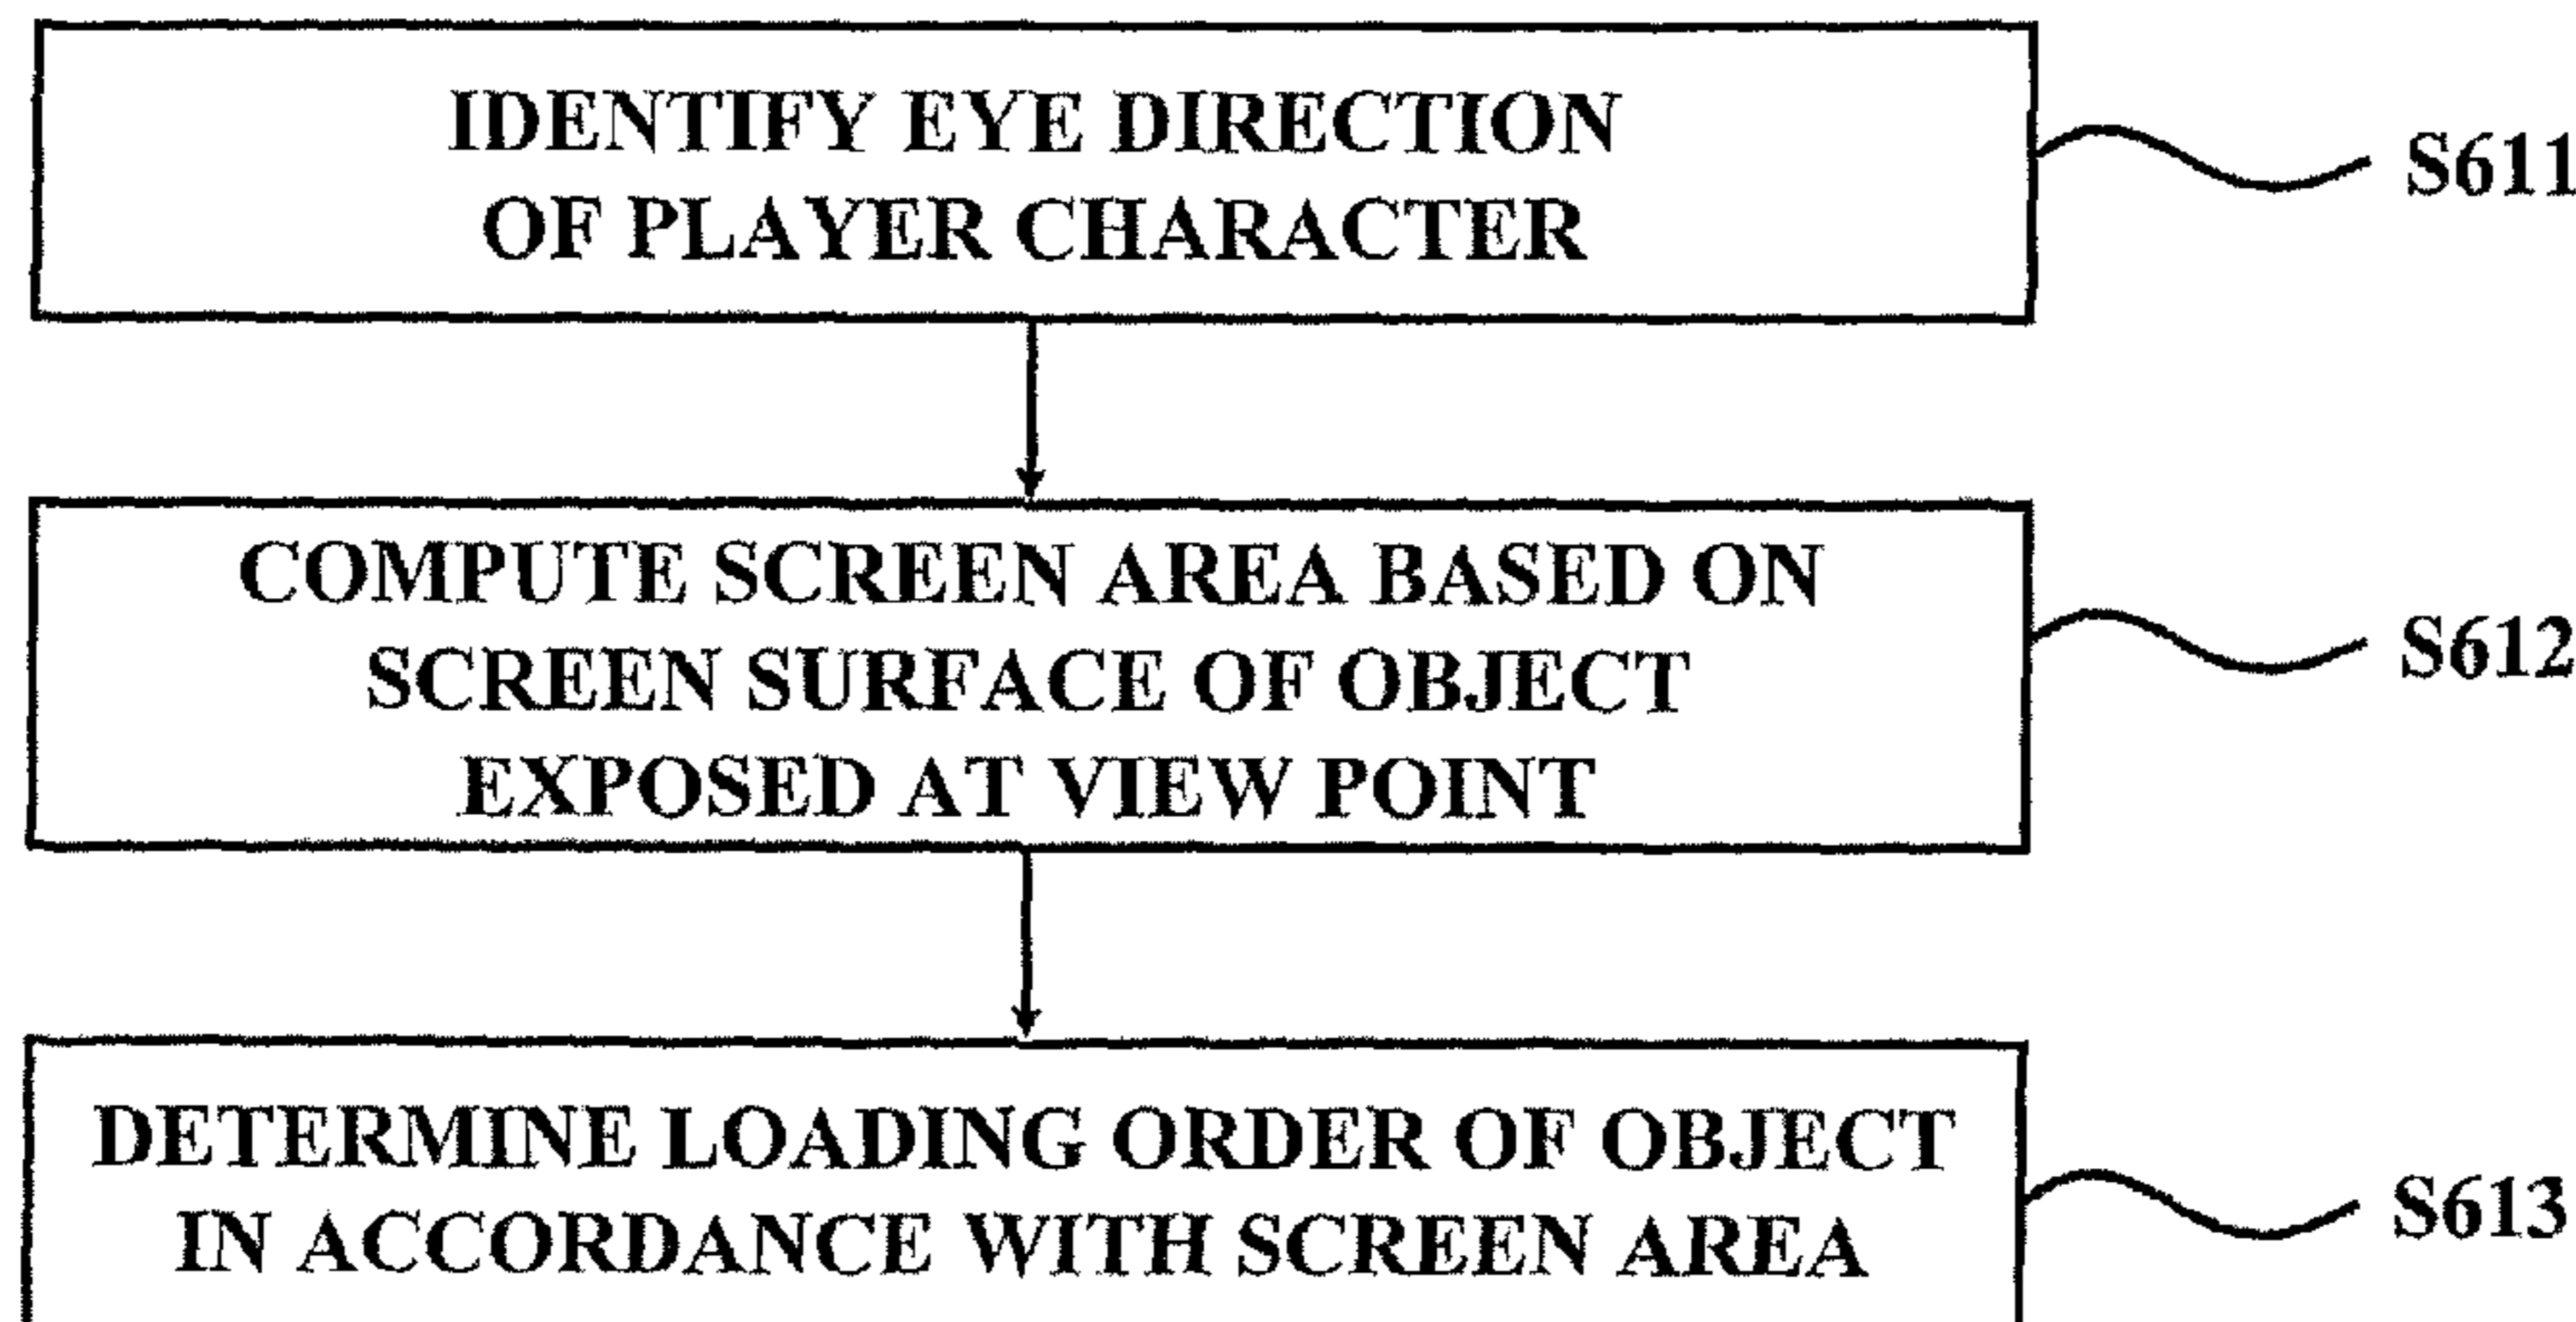 IDENTIFY EYE DIRECTION
OF PLAYER CHARACTER
S611
COMPUTE SCREEN AREA BASED ON
SCREEN SURFACE OF OBJECT
EXPOSED AT VIEW POINT
S612
DETERMINE LOADING ORDER OF OBJECT
IN ACCORDANCE WITH SCREEN AREA
S613